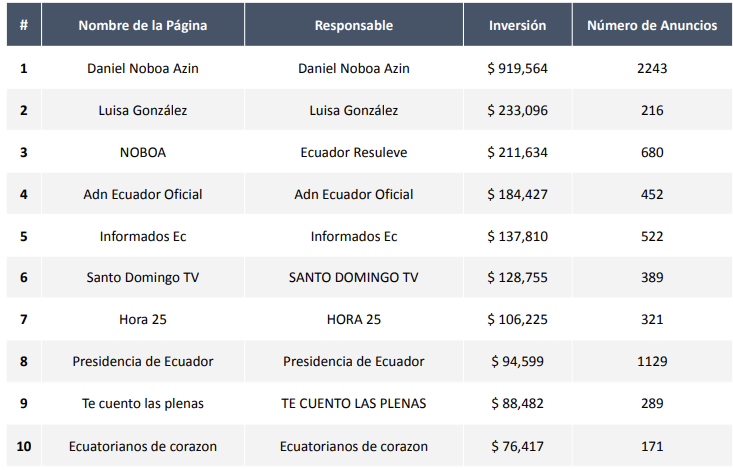 # Nombre de la Página Responsable Inversión Número de Anuncios
1 Daniel Noboa Azin Daniel Noboa Azin $ 919,564 2243
2 Luisa González Luisa González $ 233,096 216
3 NOBOA Ecuador Resuleve $ 211,634 680
4 Adn Ecuador Oficial Adn Ecuador Oficial $ 184,427 452
5 Informados Ec Informados Ec $ 137,810 522
6 Santo Domingo TV SANTO DOMINGO TV $ 128,755 389
7 Hora 25 HORA 25 $ 106,225 321
8 Presidencia de Ecuador Presidencia de Ecuador $ 94,599 1129
9 Te cuento las plenas TE CUENTO LAS PLENAS $ 88,482 289
10 Ecuatorianos de corazon Ecuatorianos de corazon $ 76,417 171